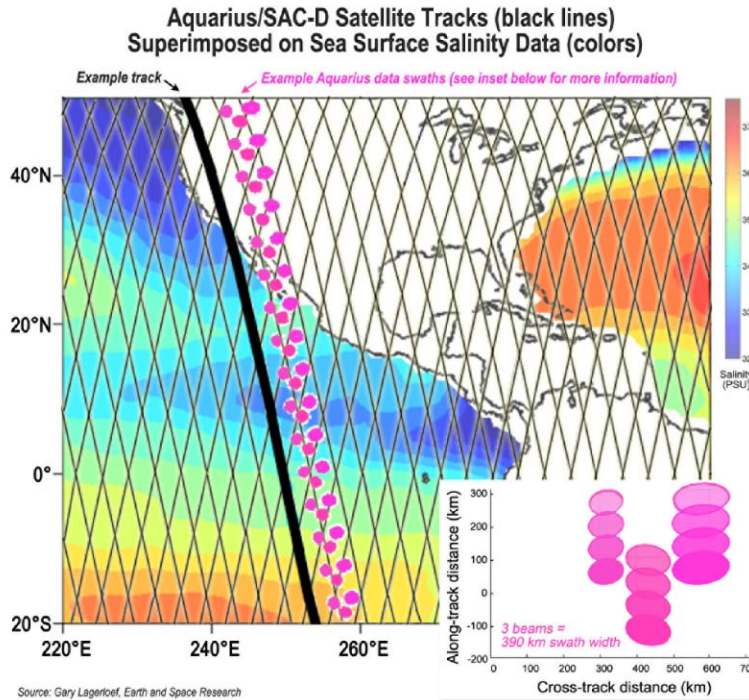 Aquarius/SAC-D Satellite Tracks (black lines)
Superimposed on Sea Surface Salinity Data (colors)
Example track
Example Aquarius data swaths (see inset below for more information)
40°N
20°N
0°
20°S
220°E
240°E
260°E
34
33
Salinity
(PSU)
300
200
100
0
-100
-200
Along-track distance (km)
3 beams =
390 km swath width
0 100 200 300 400 500 600
Cross-track distance (km)
Source: Gary Lagerloef, Earth and Space Research